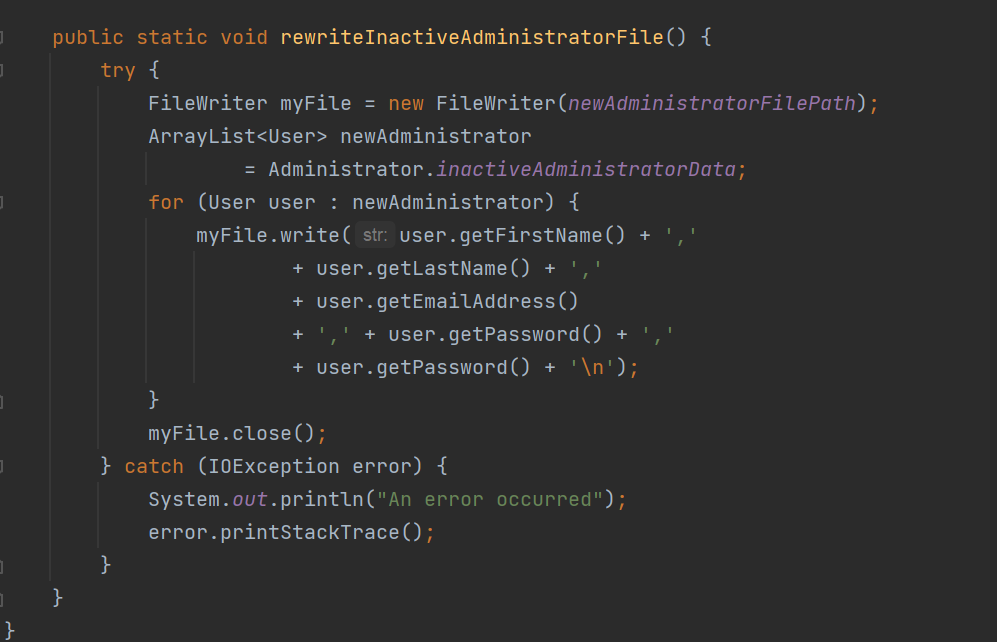 public static void rewriteInactiveAdministratorFile() {
    try {
        FileWriter myFile = new FileWriter(newAdministratorFilePath);
        ArrayList<User> newAdministrator
                = Administrator.inactiveAdministratorData;
        for (User user : newAdministrator) {
            myFile.write( str: user.getFirstName() + ','
                    + user.getLastName() + ','
                    + user.getEmailAddress()
                    + ',' + user.getPassword() + ','
                    + user.getPassword() + '\n');
        }
        myFile.close();
    } catch (IOException error) {
        System.out.println("An error occurred");
        error.printStackTrace();
    }
}
}